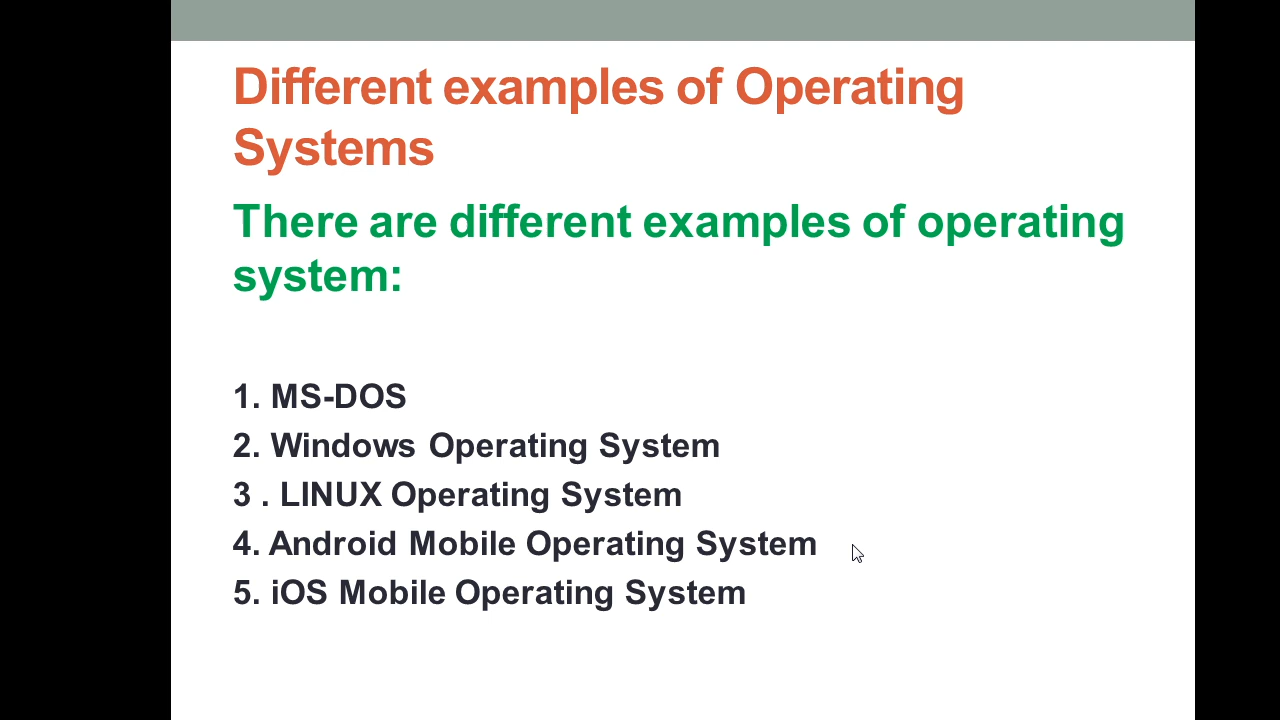 Different examples of Operating
Systems
There are different examples of operating
system:
1. MS-DOS
2. Windows Operating System
3 . LINUX Operating System
4. Android Mobile Operating System
5. iOS Mobile Operating System